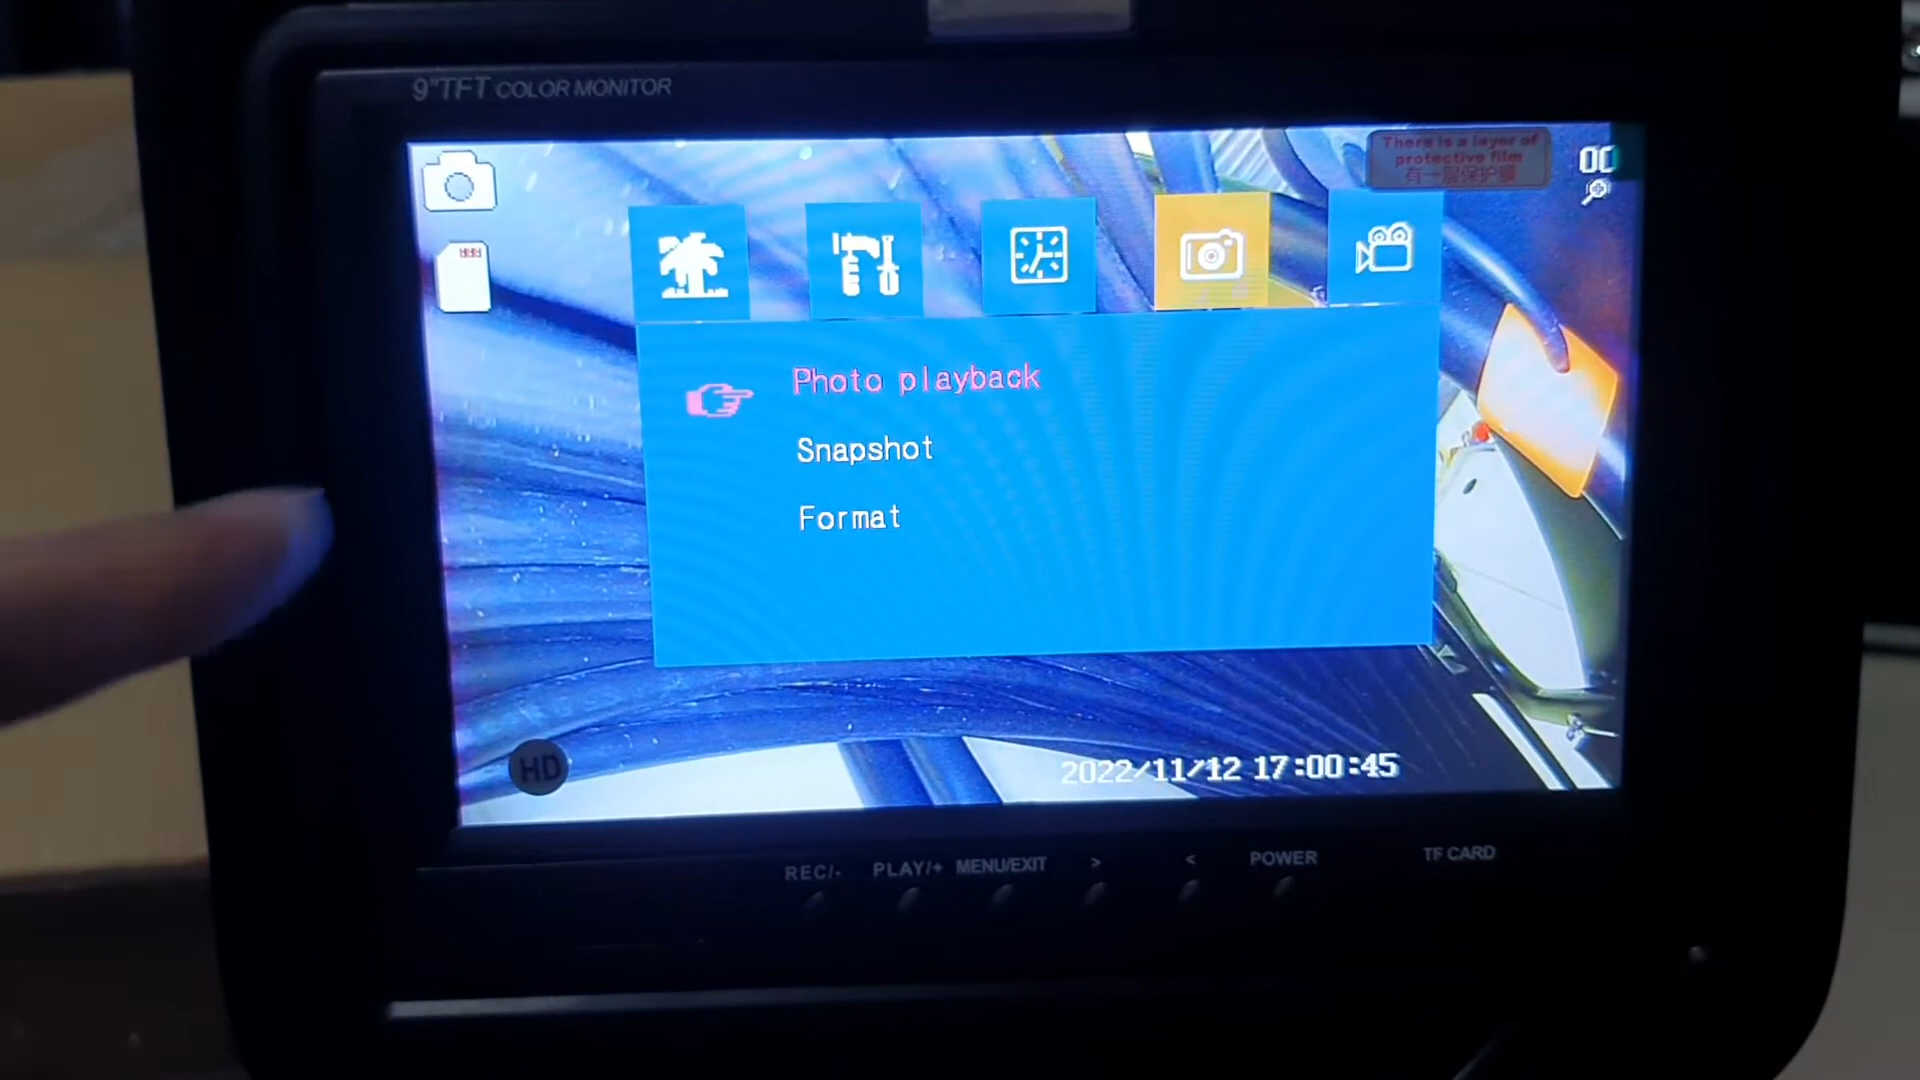 9"TFT COLOR MONITOR
There is a layer of
protective film
有一层保护膜
00
Photo playback
Snapshot
Format
HD
2022/11/12 17:00:45
REC/-
PLAY/+
MENU/EXIT
>
<
POWER
TF CARD